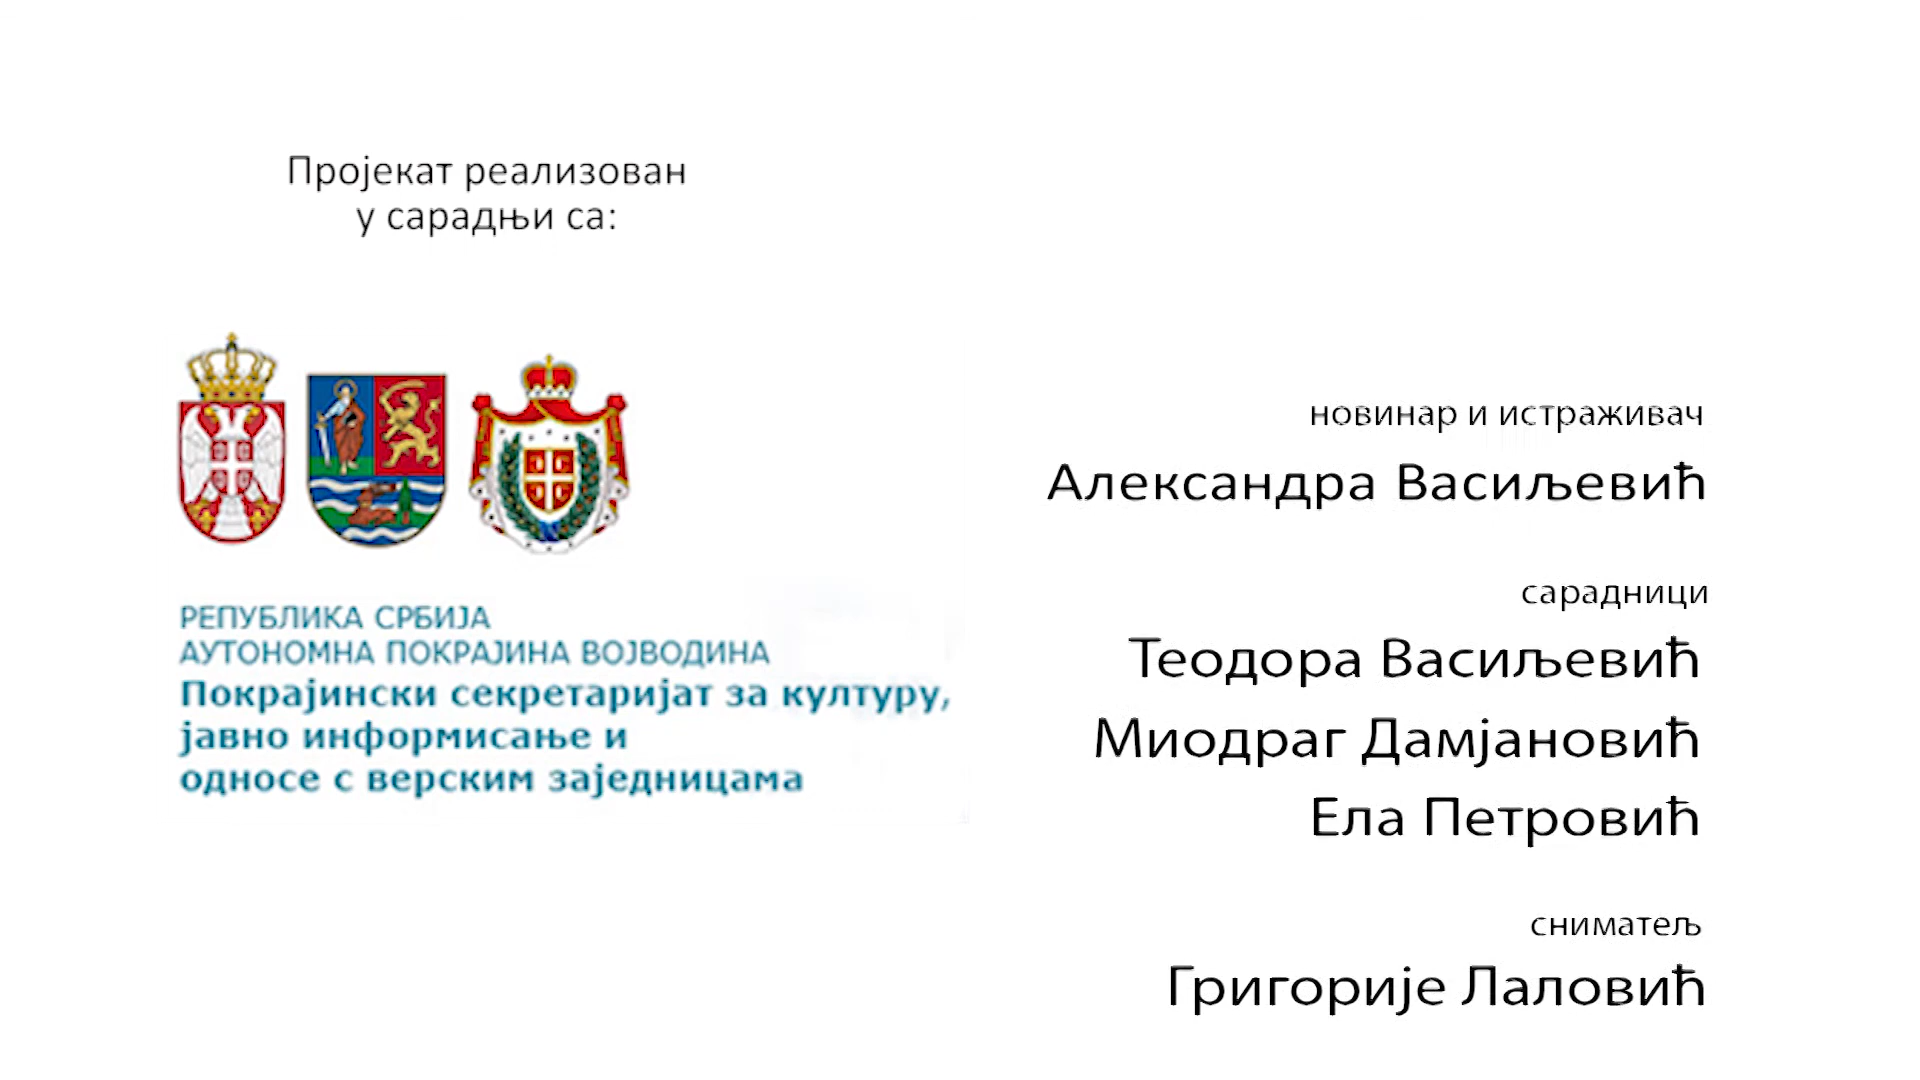 Пројекат реализован
у сарадњи са:
РЕПУБЛИКА СРБИЈА
АУТОНОМНА ПОКРАЈИНА ВОЈВОДИНА
Покрајински секретаријат за културу,
јавно информисање и
односе с верским заједницама
новинар и истраживач
Александра Васиљевић
сарадници
Теодора Васиљевић
Миодраг Дамјановић
Ела Петровић
сниматељ
Григорије Лаловић